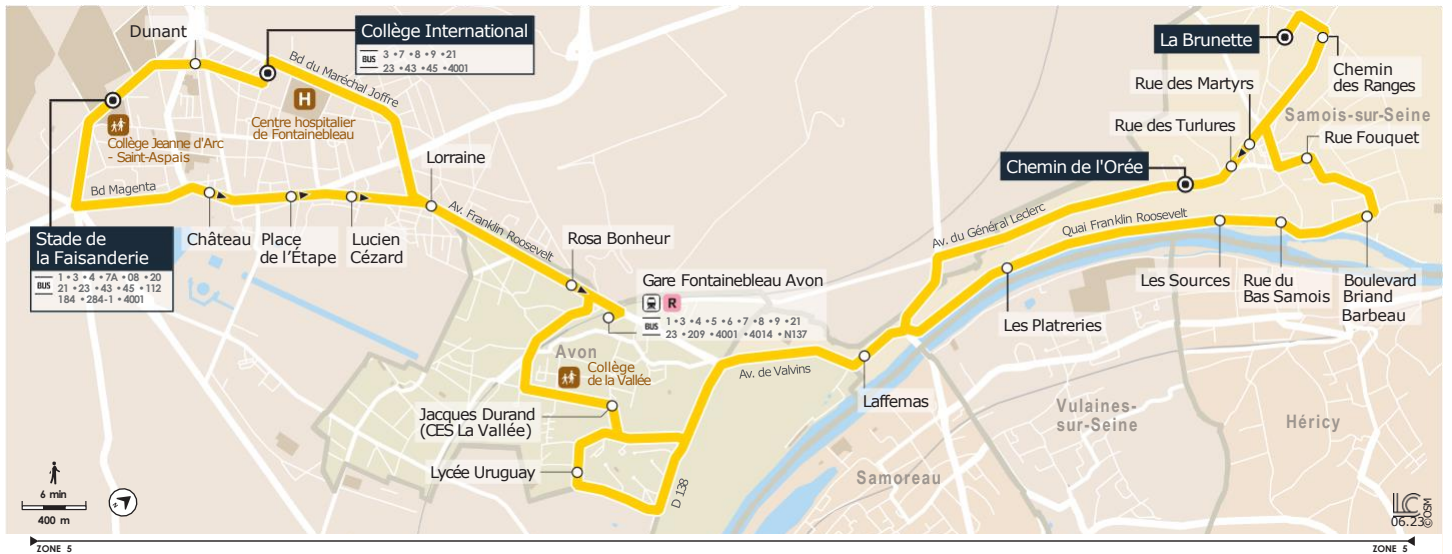 Dunant
Collège International
BUS 3 • 7 • 8 • 9 • 21
23 • 43 • 45 • 4001
Bd du Maréchal Joffre
H
Centre hospitalier
de Fontainebleau
Collège Jeanne d'Arc
- Saint-Aspais
Bd Magenta
Stade de
la Faisanderie
BUS 1 • 3 • 4 • 7A • 08 • 20
21 • 23 • 43 • 45 • 112
184 • 284-1 • 4001
Château
Place
de l'Étape
Lucien
Cézard
Lorraine
Av. Franklin Roosevelt
Rosa Bonheur
Gare Fontainebleau Avon
R
BUS 1 • 3 • 4 • 5 • 6 • 7 • 8 • 9 • 21
23 • 209 • 4001 • 4014 • N137
Avon
Collège
de la Vallée
Jacques Durand
(CES La Vallée)
Lycée Uruguay
D 138
Av. de Valvins
Laffemas
Av. du Général Leclerc
Quai Franklin Roosevelt
Les Platreries
Chemin de l'Orée
Rue des Turlures
Rue des Martyrs
La Brunette
Chemin
des Ranges
Samois-sur-Seine
Rue Fouquet
Les Sources
Rue du
Bas Samois
Boulevard
Briand
Barbeau
Vulaines-
sur-Seine
Héricy
Samoreau
6 min
400 m
N
LC
06.23
©OSM
ZONE 5
ZONE 5